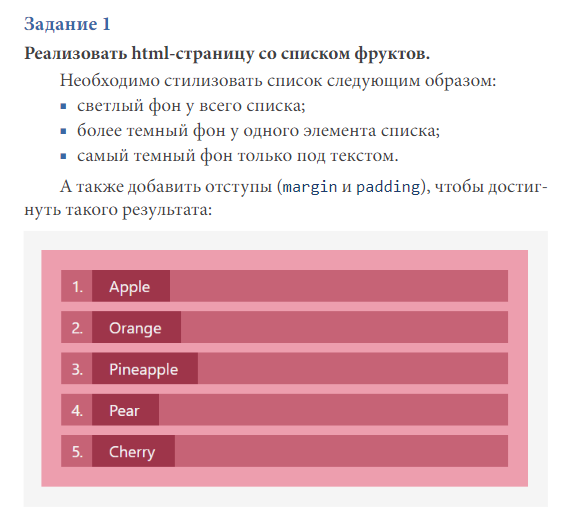 Задание 1
Реализовать html-страницу со списком фруктов.
Необходимо стилизовать список следующим образом:
▪ светлый фон у всего списка;
▪ более темный фон у одного элемента списка;
▪ самый темный фон только под текстом.
А также добавить отступы (margin и padding), чтобы достиг-
нуть такого результата:
1. Apple
2. Orange
3. Pineapple
4. Pear
5. Cherry